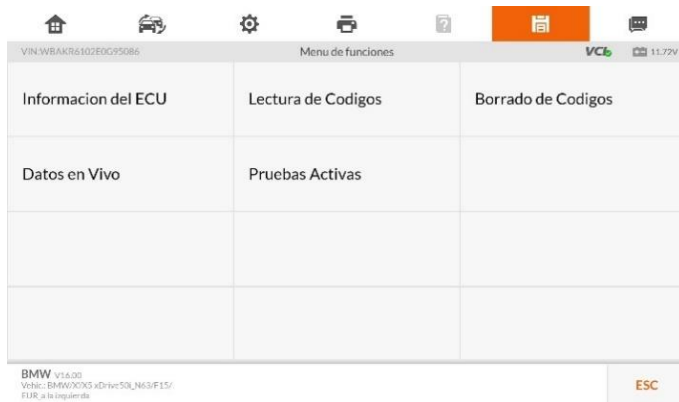 VIN:WBAKR6102E0G95086
Menu de funciones
VCI
11.72V
Informacion del ECU
Lectura de Codigos
Borrado de Codigos
Datos en Vivo
Pruebas Activas
BMW V16.00
Vehic.: BMW/X/X5 xDrive50i_N63/F15/
EUR_a la izquierda
ESC